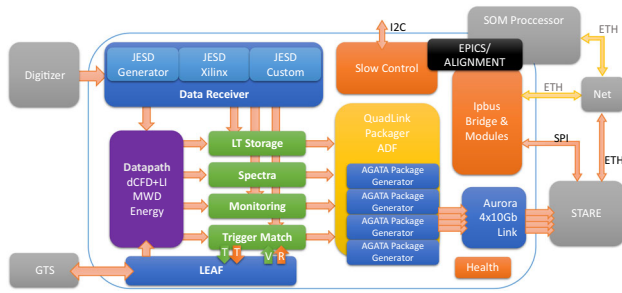 SOM Proccessor
I2C
ETH
JESD
Generator
JESD
Xilinx
JESD
Custom
Data Receiver
Digitizer
Slow Control
EPICS/
ALIGNMENT
ETH
ETH
Net
Ipbus
Bridge &
Modules
QuadLink
Packager
ADF
SPI
ETH
Datapath
dCFD+LI
MWD
Energy
LT Storage
Spectra
Monitoring
Trigger Match
AGATA Package
Generator
AGATA Package
Generator
AGATA Package
Generator
AGATA Package
Generator
Aurora
4x10Gb
Link
STARE
T T V R
GTS
LEAF
Health